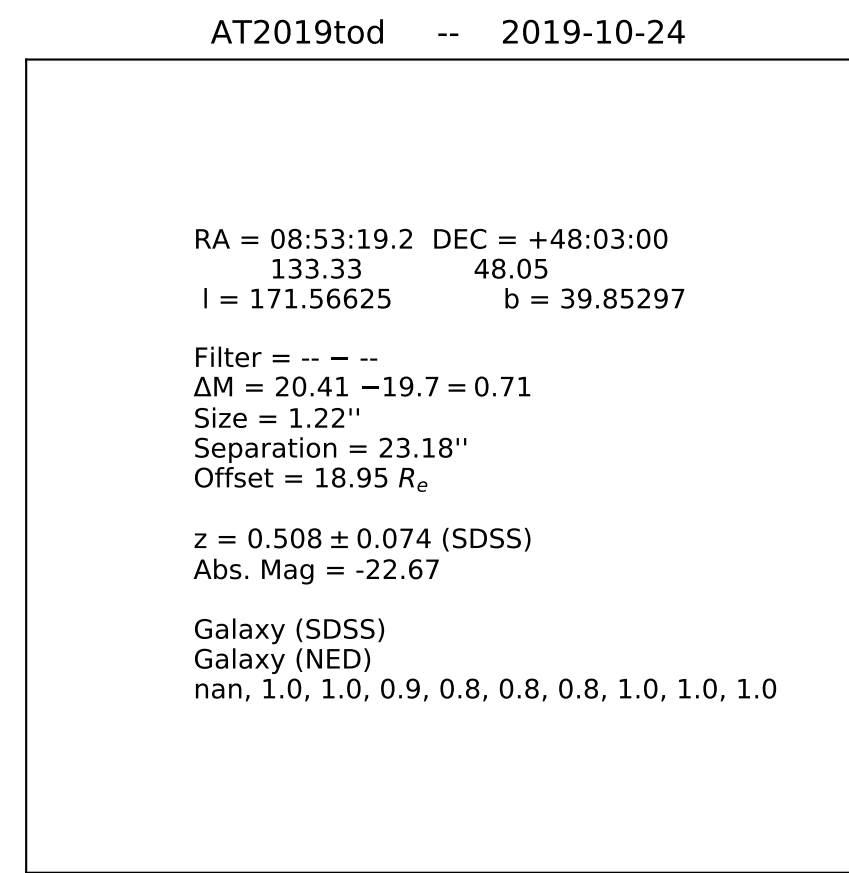 AT2019tod -- 2019-10-24
RA = 08:53:19.2 DEC = +48:03:00
133.33 48.05
l = 171.56625 b = 39.85297
Filter = -- − --
ΔM = 20.41 −19.7 = 0.71
Size = 1.22''
Separation = 23.18''
Offset = 18.95 Rₑ
z = 0.508 ± 0.074 (SDSS)
Abs. Mag = -22.67
Galaxy (SDSS)
Galaxy (NED)
nan, 1.0, 1.0, 0.9, 0.8, 0.8, 0.8, 1.0, 1.0, 1.0